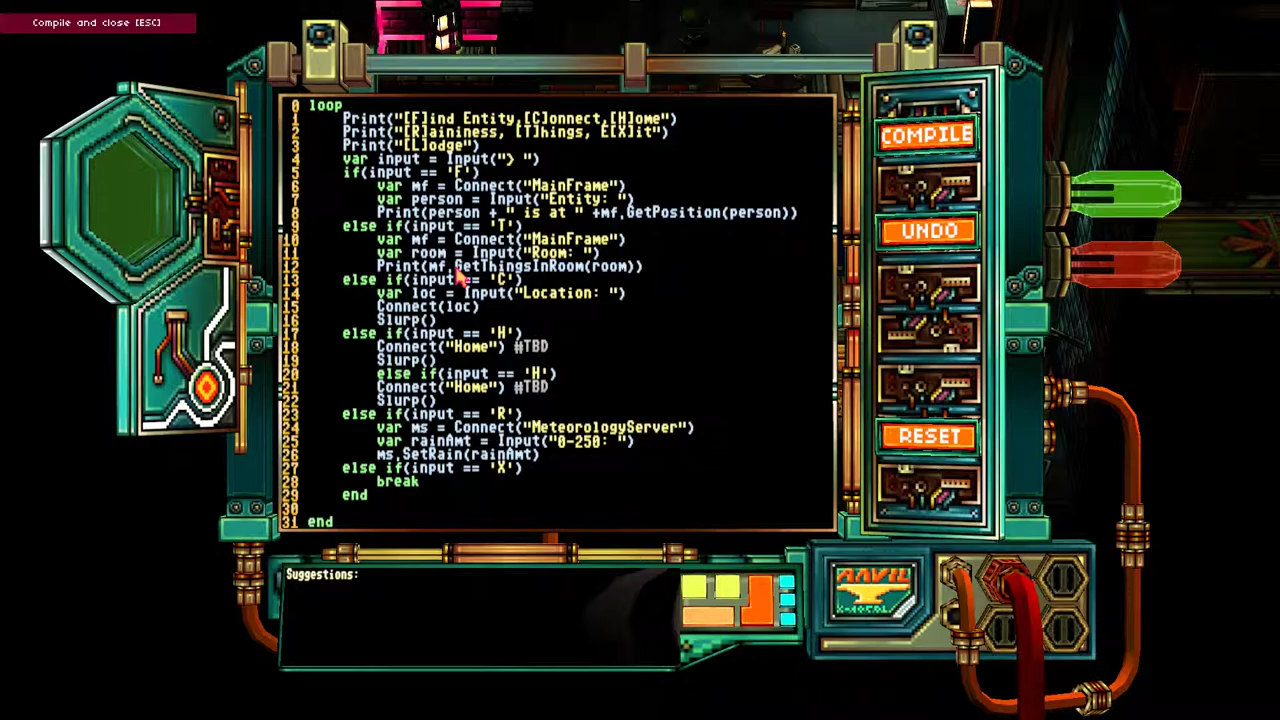 Compile and close [ESC]
0 loop
1 Print("[F]ind Entity,[C]onnect,[H]ome")
2 Print("[R]aininess, [T]hings, E[X]it")
3 Print("[L]odge")
4 var input = Input("> ")
5 if(input == 'F')
6 var mf = Connect("MainFrame")
7 var person = Input("Entity: ")
8 Print(person + " is at " +mf.GetPosition(person))
9 else if(input == 'T')
10 var mf = Connect("MainFrame")
11 var room = Input("Room: ")
12 Print(mf.GetThingsInRoom(room))
13 else if(input == 'C')
14 var loc = Input("Location: ")
15 Connect(loc)
16 Slurp()
17 else if(input == 'H')
18 Connect("Home") #TBD
19 Slurp()
20 else if(input == 'H')
21 Connect("Home") #TBD
22 Slurp()
23 else if(input == 'R')
24 var ms = Connect("MeteorologyServer")
25 var rainAmt = Input("0-250: ")
26 ms.SetRain(rainAmt)
27 else if(input == 'X')
28 break
29 end
30
31 end
COMPILE
UNDO
RESET
Suggestions:
ANVIL